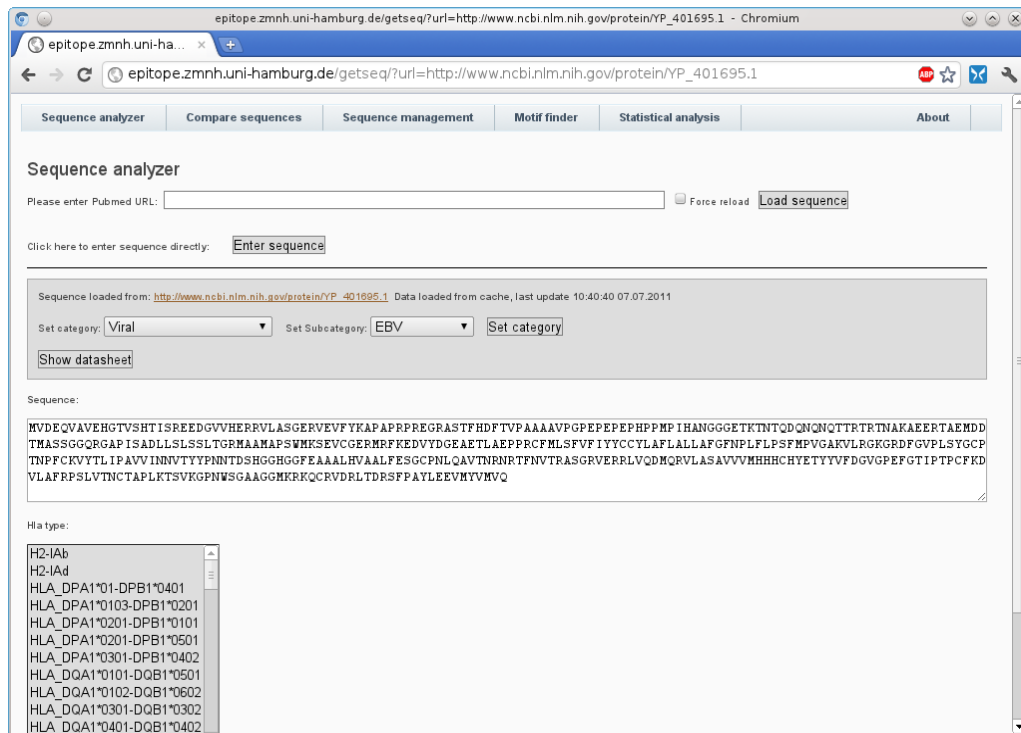 epitope.zmnh.uni-hamburg.de/getseq/?url=http://www.ncbi.nlm.nih.gov/protein/YP_401695.1 - Chromium
epitope.zmnh.uni-ha... × +
epitope.zmnh.uni-hamburg.de/getseq/?url=http://www.ncbi.nlm.nih.gov/protein/YP_401695.1 ABP
Sequence analyzer Compare sequences Sequence management Motif finder Statistical analysis About
Sequence analyzer
Please enter Pubmed URL: Force reload Load sequence
Click here to enter sequence directly: Enter sequence
Sequence loaded from: http://www.ncbi.nlm.nih.gov/protein/YP_401695.1 Data loaded from cache, last update 10:40:40 07.07.2011
Set category: Viral Set Subcategory: EBV Set category
Show datasheet
Sequence:
MVDEQVAVEHGTVSHTISREEDGVVHERRVLASGERVEVFYKAPAPRPREGRASTFHDFTVPAAAAVPGPEPEPEPHPPMPIHANGGGETKTNTQDQNQNQTTRTRTNAKAEERTAEMDD
TMASSGGQRGAPISADLLSLSSLTGRMAAMAPSWMKSEVCGERMRFKEDVYDGEAETLAEPPRCFMLSFVFIYYCCYLAFLALLAFGFNPLFLPSFMPVGAKVLRGKGRDFGVPLSYGCP
TNPFCKVYTLIPAVVINNVTYYPNNTDSHGGHGGFEAAALHVAALFESGCPNLQAVTNRNRTFNVTRASGRVERRLVQDMQRVLASAVVVMHHHCHYETYYVFDGVGPEFGTIPTPCFKD
VLAFRPSLVTNCTAPLKTSVKGPNWSGAAGGMKRKQCRVDRLTDRSFPAYLEEVMYVMVQ
Hla type:
H2-IAb
H2-IAd
HLA_DPA1*01-DPB1*0401
HLA_DPA1*0103-DPB1*0201
HLA_DPA1*0201-DPB1*0101
HLA_DPA1*0201-DPB1*0501
HLA_DPA1*0301-DPB1*0402
HLA_DQA1*0101-DQB1*0501
HLA_DQA1*0102-DQB1*0602
HLA_DQA1*0301-DQB1*0302
HLA_DQA1*0401-DQB1*0402